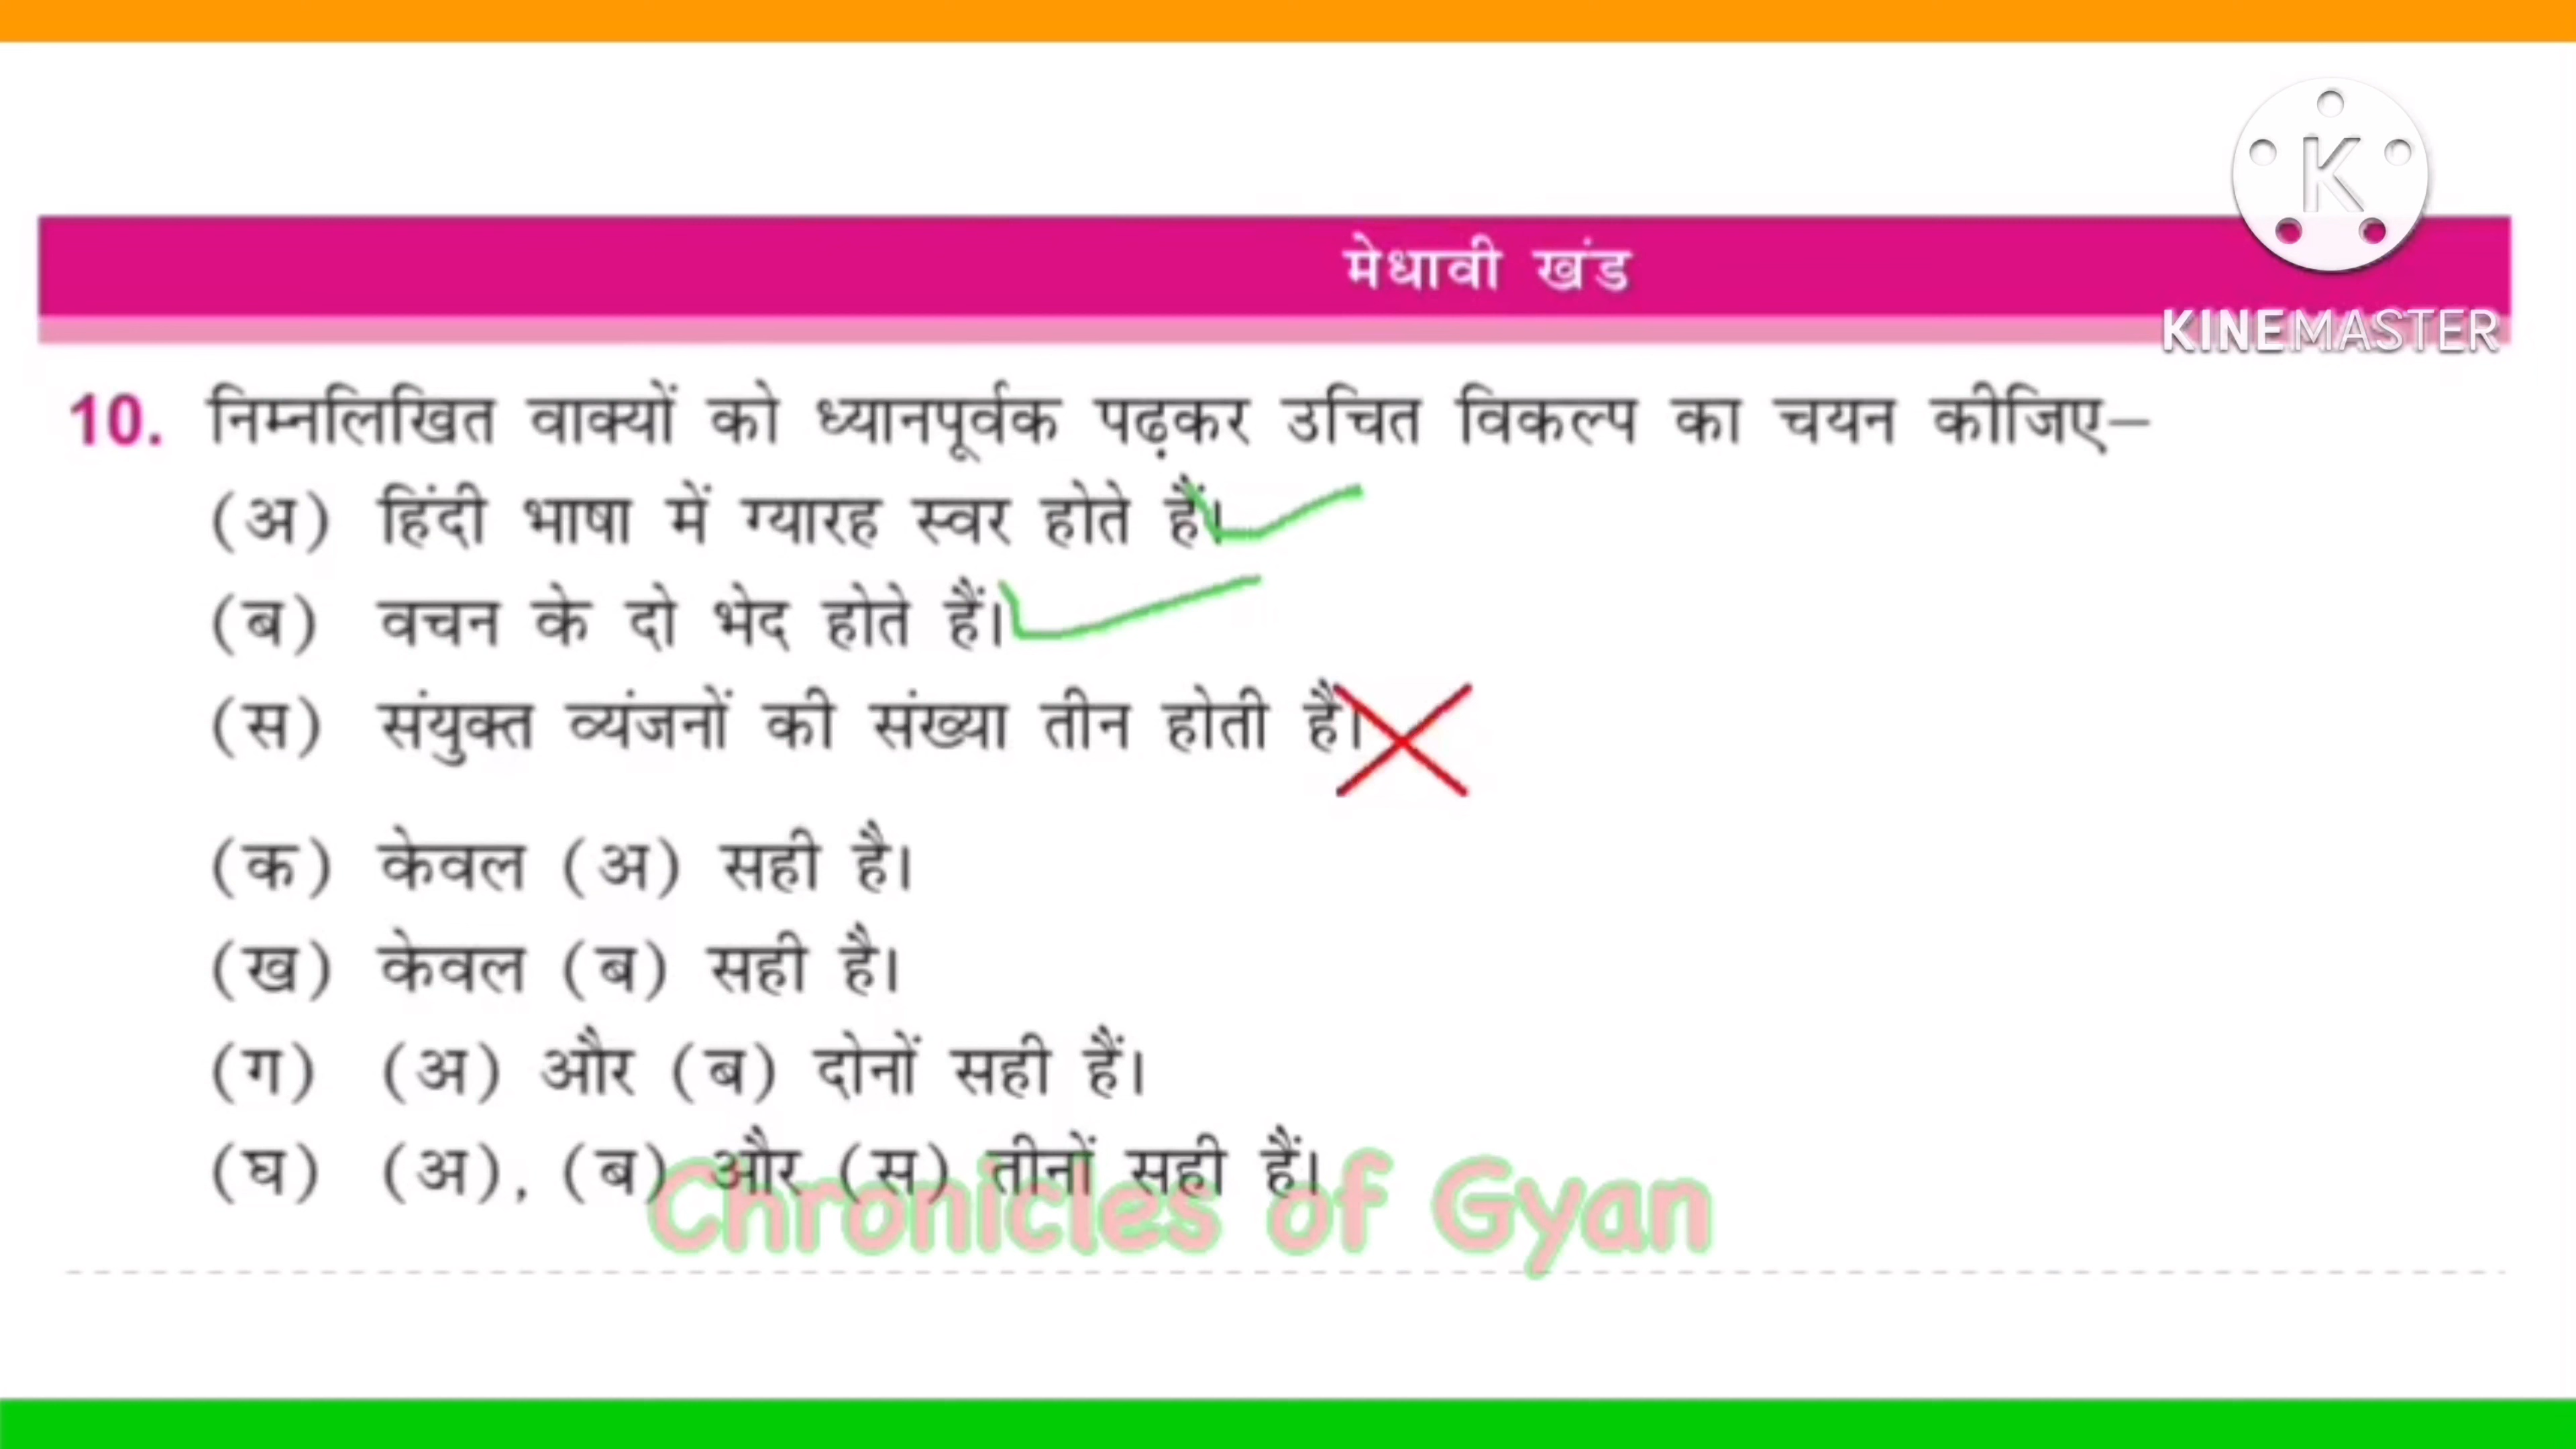 K
मेधावी खंड
KINEMASTER
10. निम्नलिखित वाक्यों को ध्यानपूर्वक पढ़कर उचित विकल्प का चयन कीजिए–
(अ) हिंदी भाषा में ग्यारह स्वर होते हैं।
(ब) वचन के दो भेद होते हैं।
(स) संयुक्त व्यंजनों की संख्या तीन होती है।
(क) केवल (अ) सही है।
(ख) केवल (ब) सही है।
(ग) (अ) और (ब) दोनों सही हैं।
(घ) (अ), (ब) और (स) तीनों सही हैं।
Chronicles of Gyan